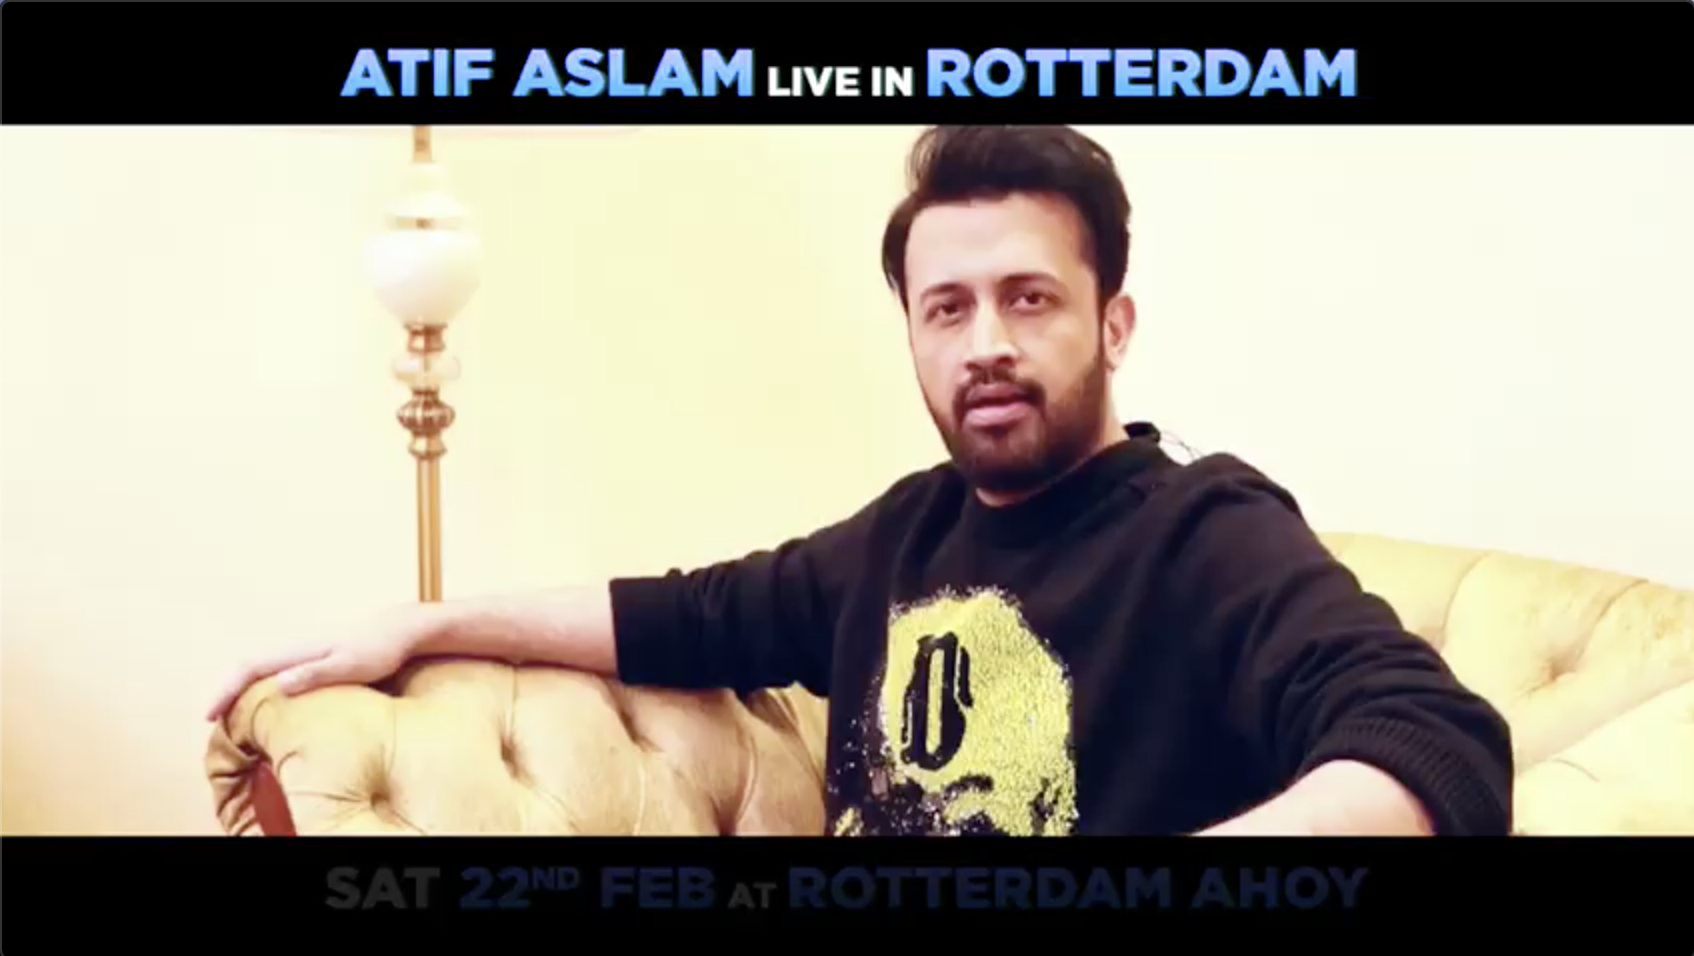 ATIF ASLAM LIVE IN ROTTERDAM
SAT 22ND FEB AT ROTTERDAM AHOY